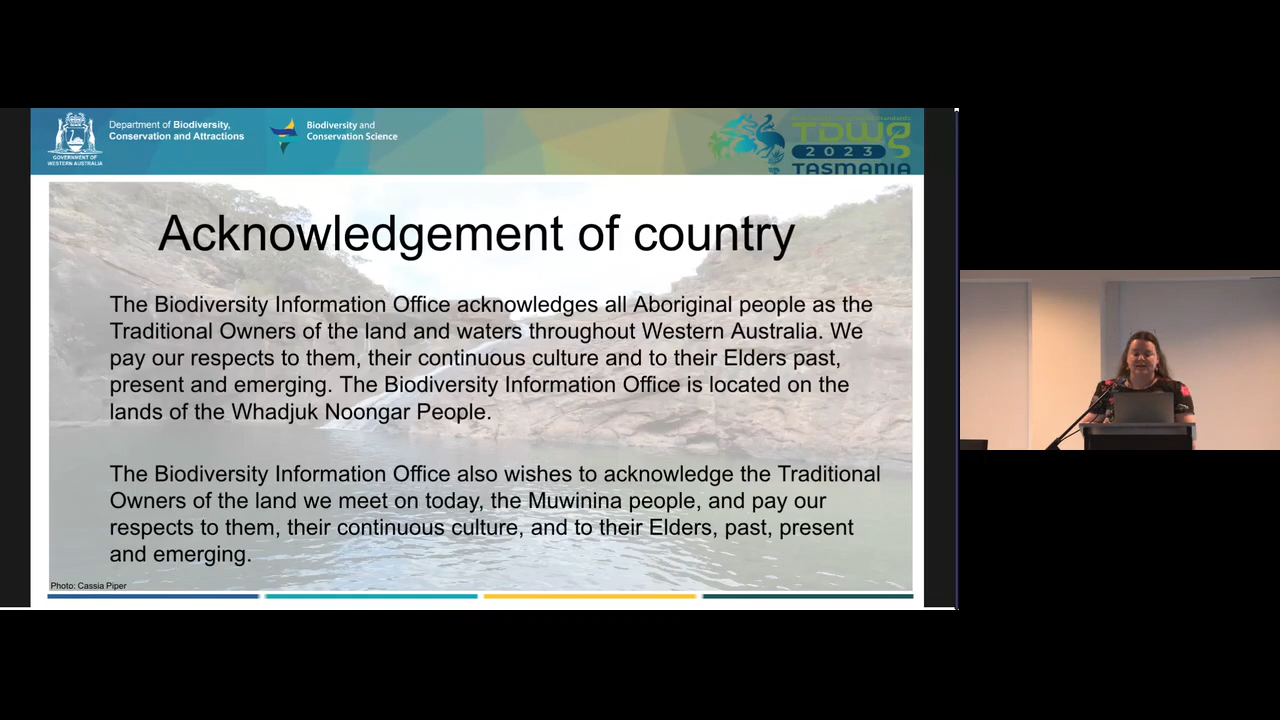 GOVERNMENT OF
WESTERN AUSTRALIA
Department of Biodiversity,
Conservation and Attractions
Biodiversity and
Conservation Science
TDWG
2023
TASMANIA
Acknowledgement of country
The Biodiversity Information Office acknowledges all Aboriginal people as the
Traditional Owners of the land and waters throughout Western Australia. We
pay our respects to them, their continuous culture and to their Elders past,
present and emerging. The Biodiversity Information Office is located on the
lands of the Whadjuk Noongar People.
The Biodiversity Information Office also wishes to acknowledge the Traditional
Owners of the land we meet on today, the Muwinina people, and pay our
respects to them, their continuous culture, and to their Elders, past, present
and emerging.
Photo: Cassia Piper